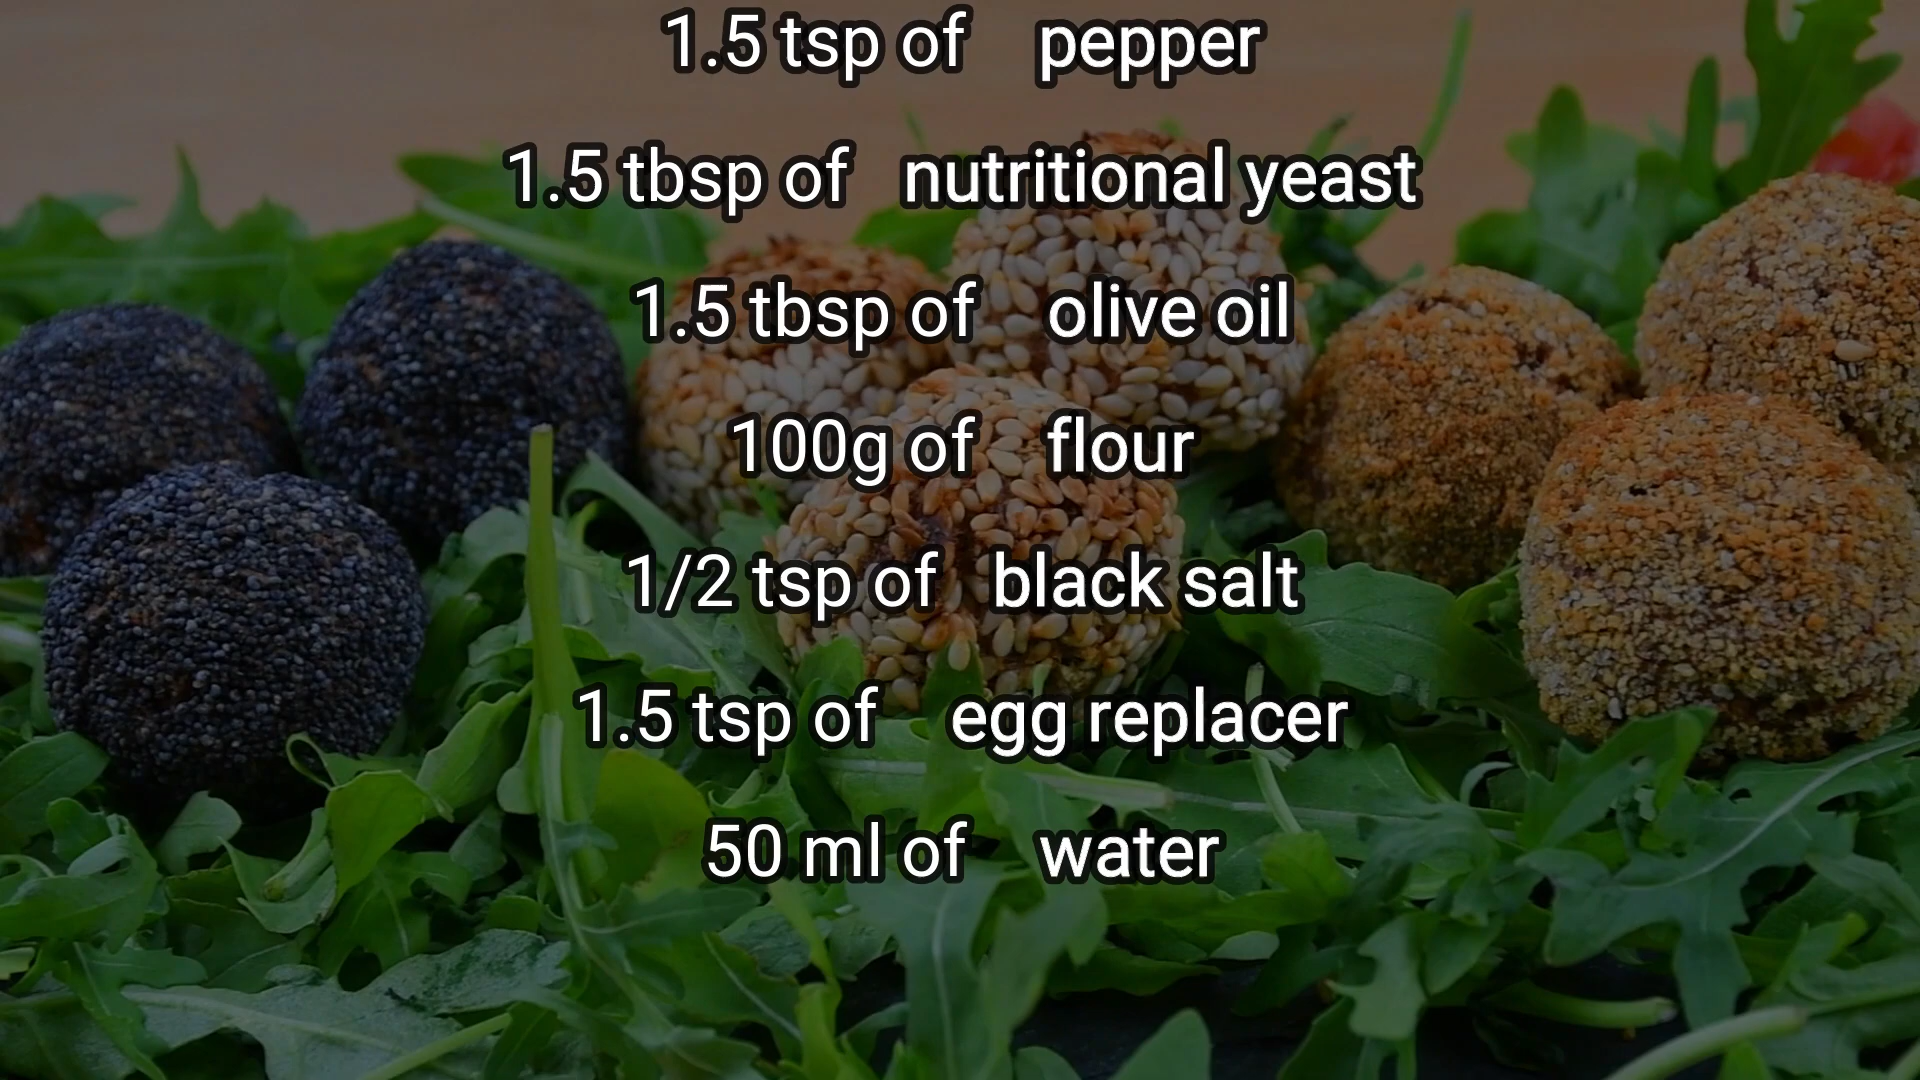 1.5 tsp of pepper
1.5 tbsp of nutritional yeast
1.5 tbsp of olive oil
100g of flour
1/2 tsp of black salt
1.5 tsp of egg replacer
50 ml of water